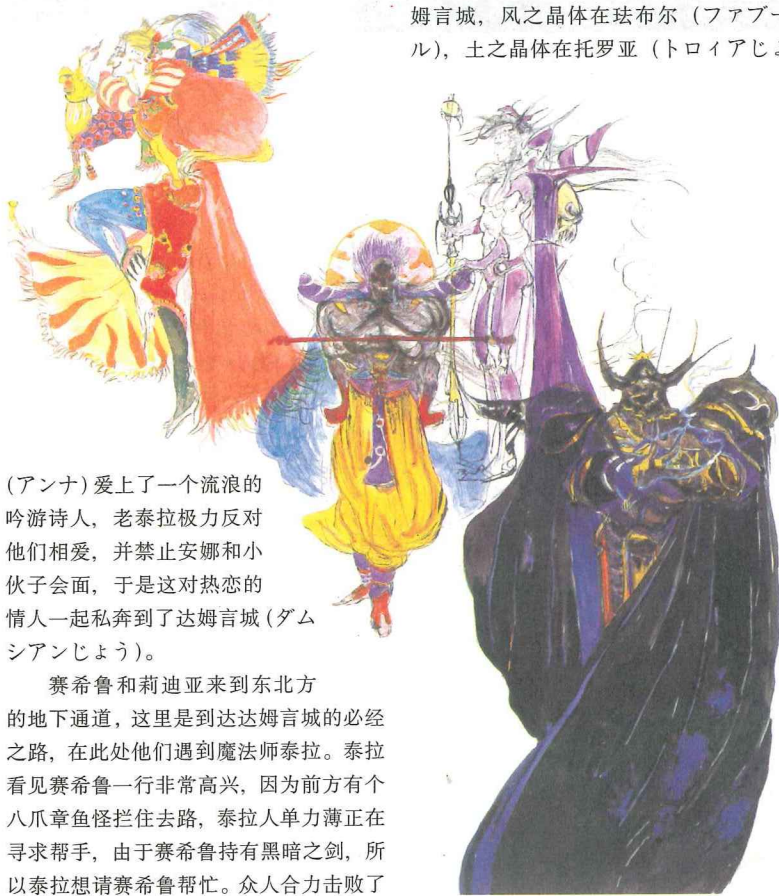 (アンナ)爱上了一个流浪的
吟游诗人，老泰拉极力反对
他们相爱，并禁止安娜和小
伙子会面，于是这对热恋的
情人一起私奔到了达姆言城(ダム
シアンじょう)。
赛希鲁和莉迪亚来到东北方
的地下通道，这里是到达达姆言城的必经
之路，在此处他们遇到魔法师泰拉。泰拉
看见赛希鲁一行非常高兴，因为前方有个
八爪章鱼怪拦住去路，泰拉人单力薄正在
寻求帮手，由于赛希鲁持有黑暗之剑，所
以泰拉想请赛希鲁帮忙。众人合力击败了
姆言城，风之晶体在珐布尔（ファブー
ル），土之晶体在托罗亚（トロィアじ